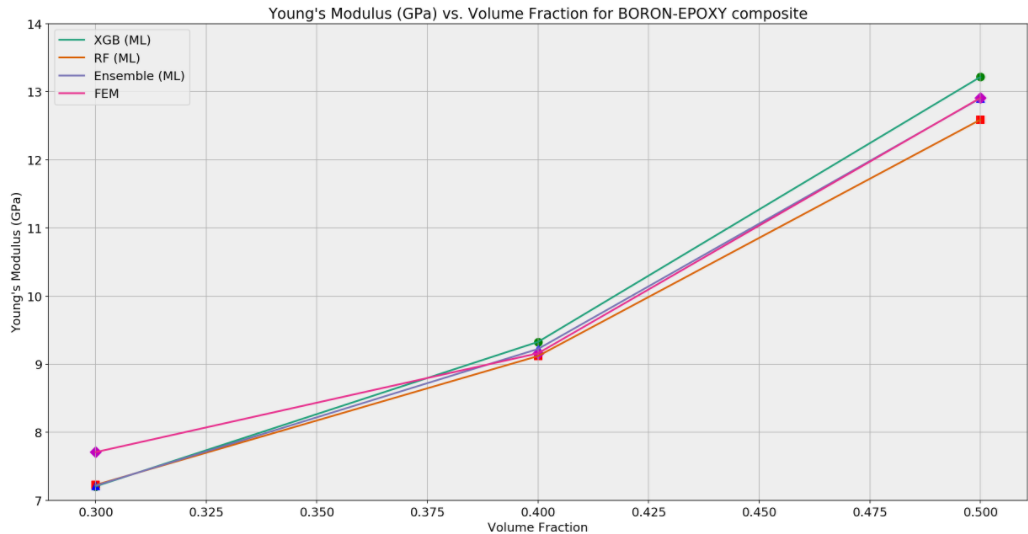 Young's Modulus (GPa) vs. Volume Fraction for BORON-EPOXY composite
XGB (ML)
RF (ML)
Ensemble (ML)
FEM
Young's Modulus (GPa)
14
13
12
11
10
9
8
7
0.300 0.325 0.350 0.375 0.400 0.425 0.450 0.475 0.500
Volume Fraction